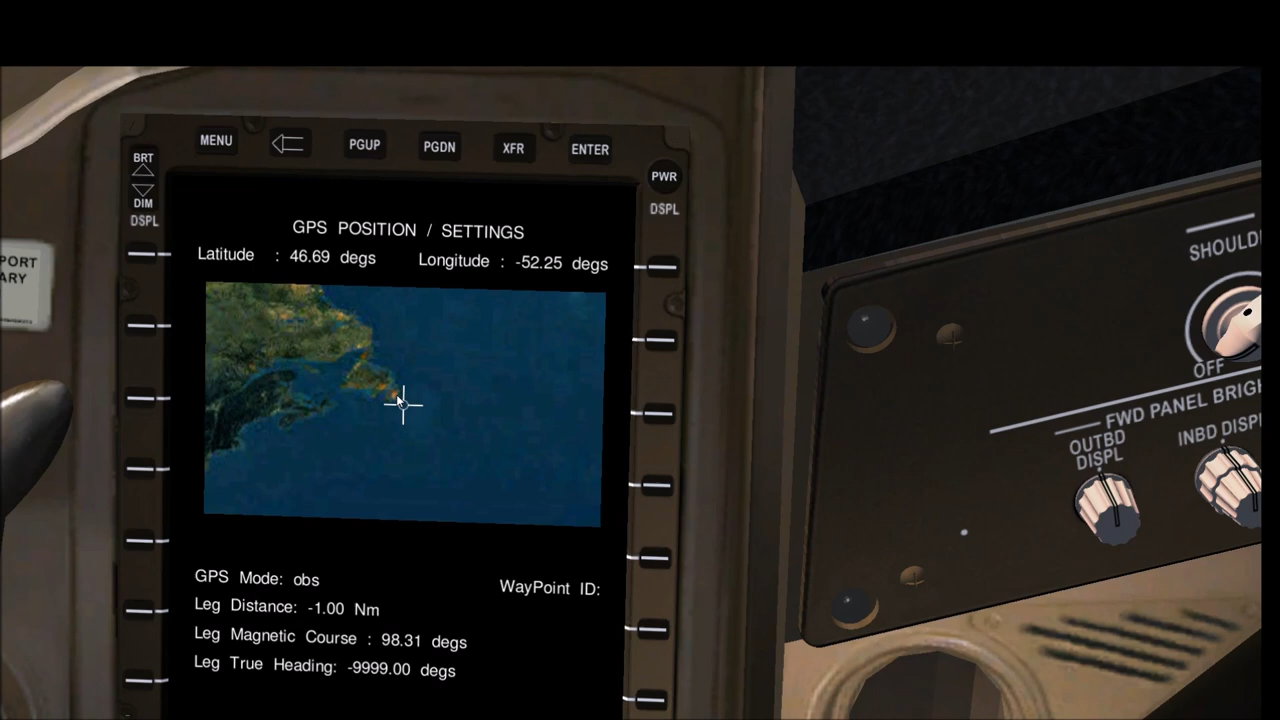 MENU PGUP PGDN XFR ENTER
BRT
DIM
DSPL
PWR
DSPL
GPS POSITION / SETTINGS
Latitude : 46.69 degs Longitude : -52.25 degs
GPS Mode: obs WayPoint ID:
Leg Distance: -1.00 Nm
Leg Magnetic Course : 98.31 degs
Leg True Heading: -9999.00 degs
PORT
ARY
SHOULD
OFF
FWD PANEL BRIGH
OUTBD
DISPL
INBD DISPL